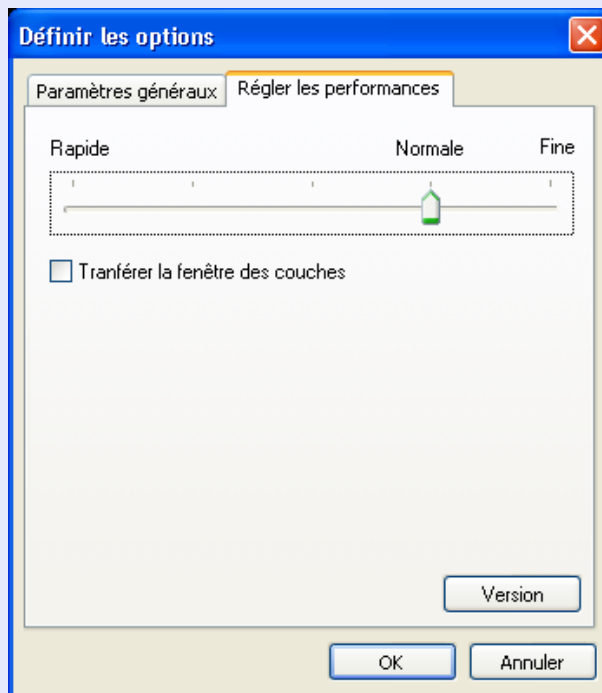 Définir les options
Paramètres généraux Régler les performances
Rapide Normale Fine
Tranférer la fenêtre des couches
Version
OK Annuler